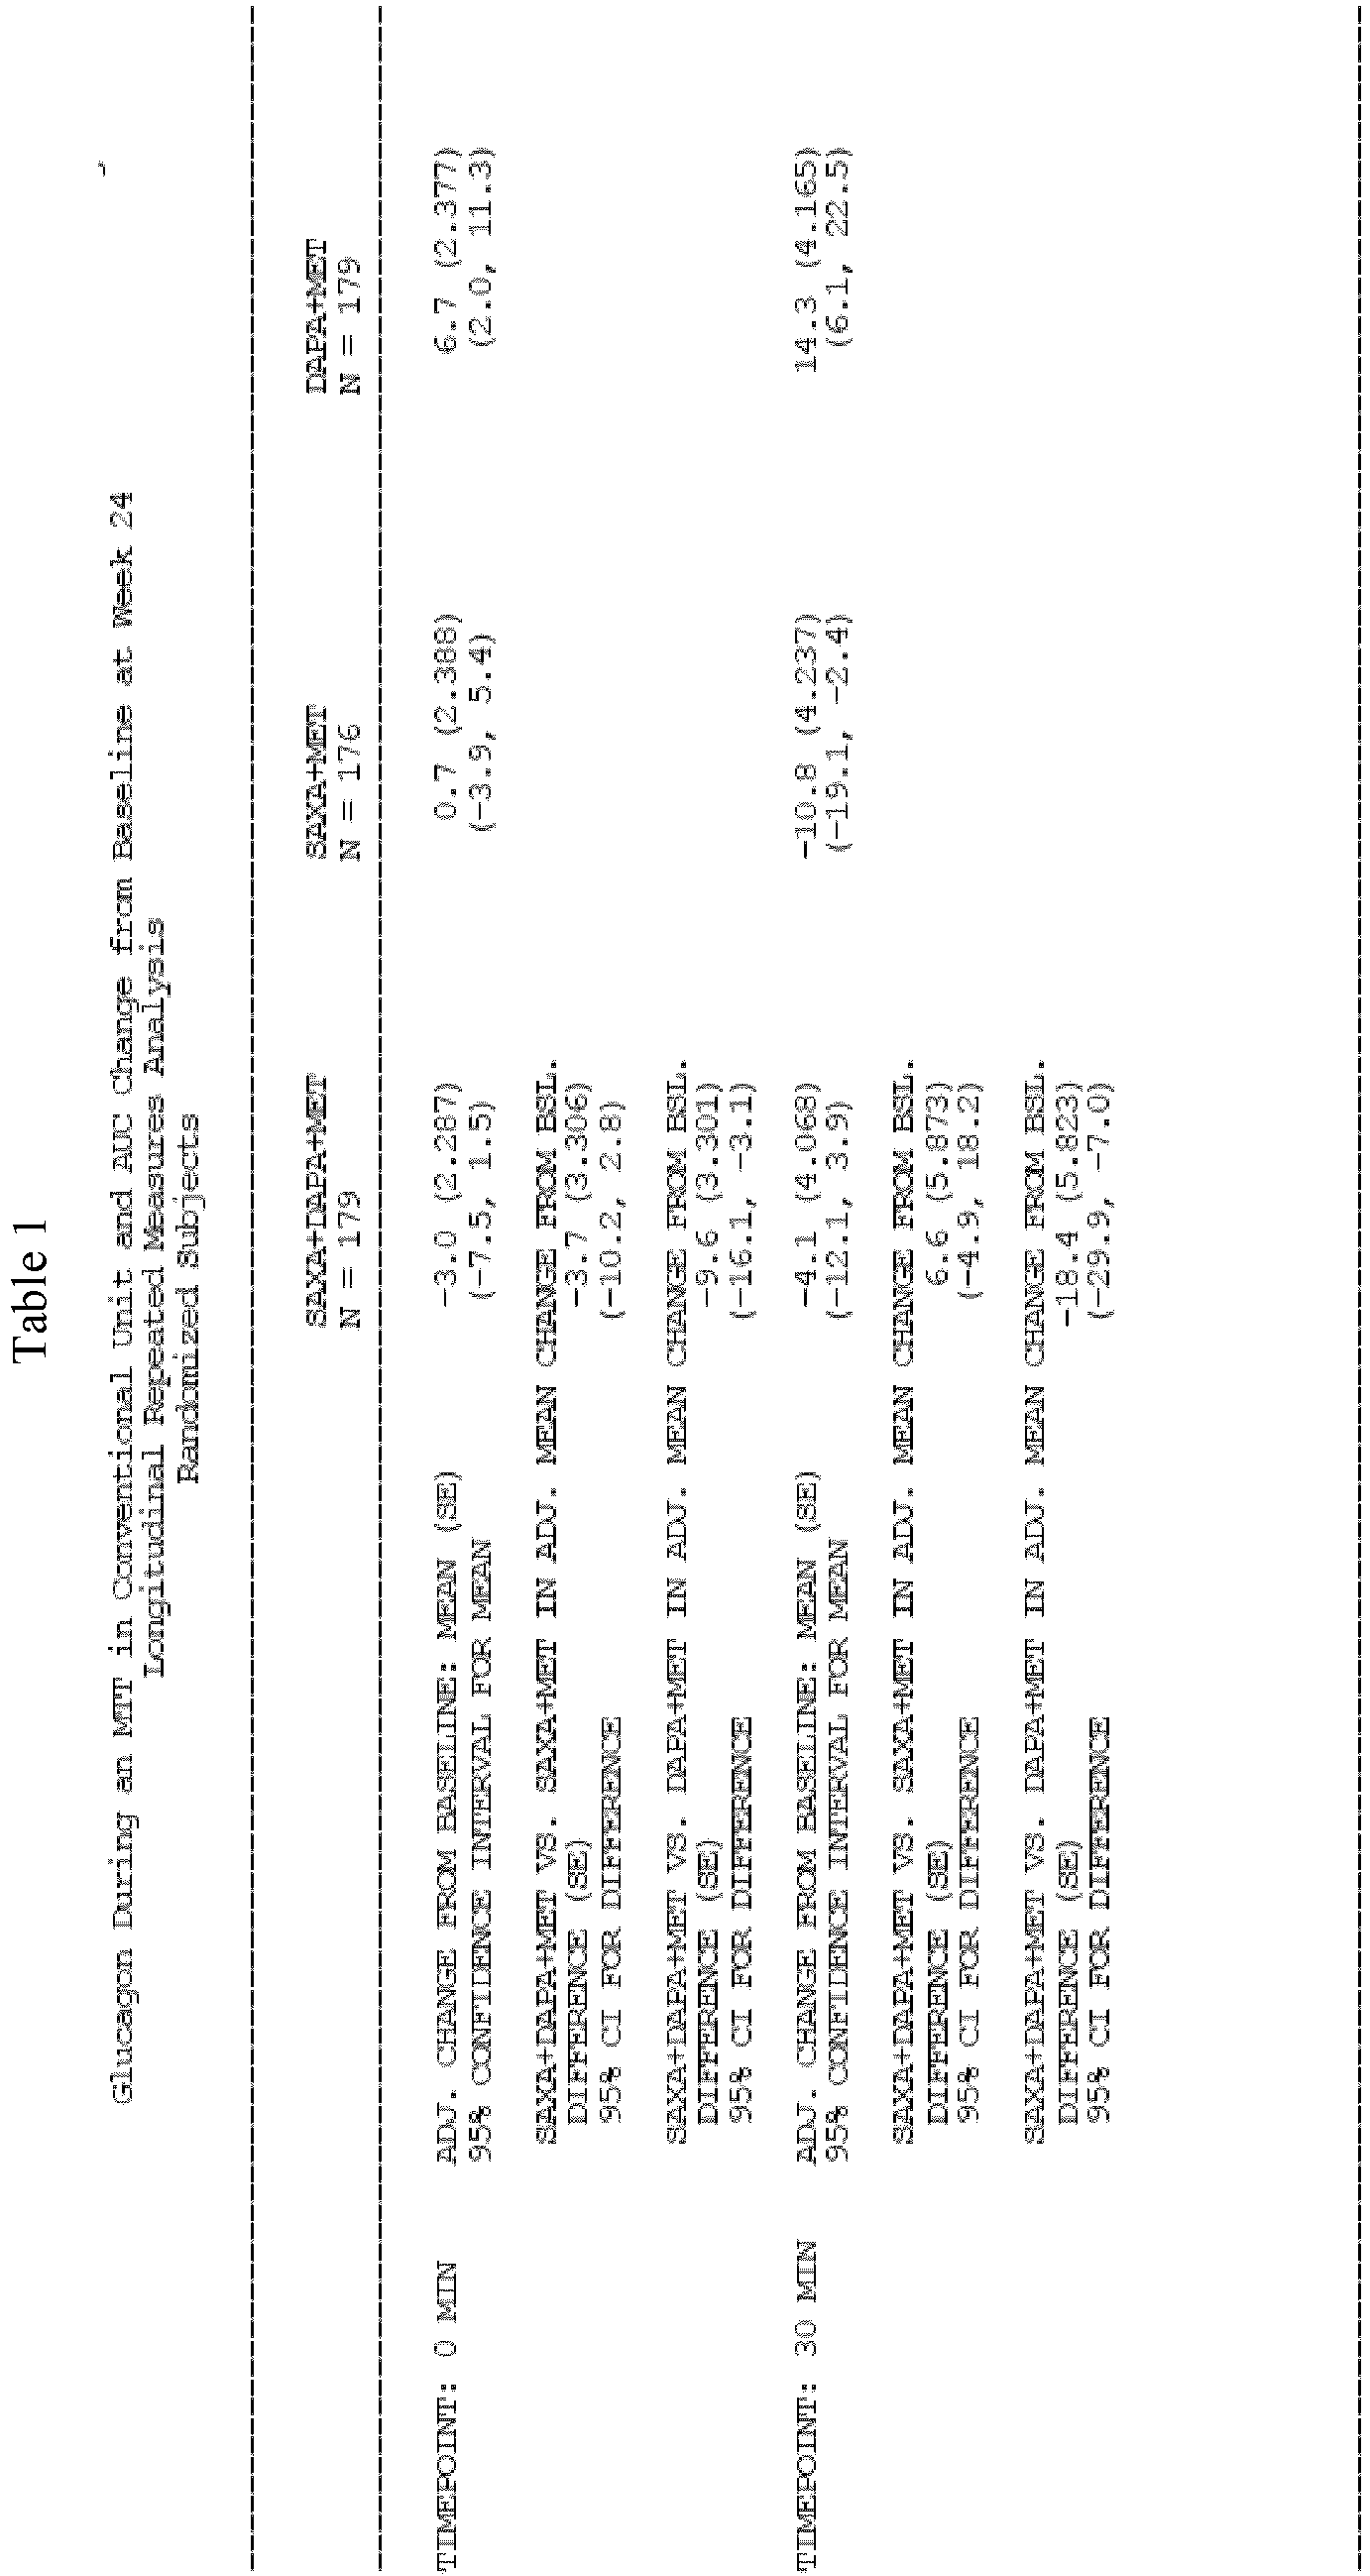 Table 1
Glucagon During an MTT in Conventional Unit and AUC Change from Baseline at Week 24
Longitudinal Repeated Measures Analysis
Randomized Subjects
SAXA+DAPA+MET SAXA+MET DAPA+MET
N = 179 N = 176 N = 179
TIMEPOINT: 0 MIN ADJ. CHANGE FROM BASELINE: MEAN (SE) -3.0 (2.287) 0.7 (2.388) 6.7 (2.377)
95% CONFIDENCE INTERVAL FOR MEAN (-7.5, 1.5) (-3.9, 5.4) (2.0, 11.3)
SAXA+DAPA+MET VS. SAXA+MET IN ADJ. MEAN CHANGE FROM BSL.
DIFFERENCE (SE) -3.7 (3.306)
95% CI FOR DIFFERENCE (-10.2, 2.8)
SAXA+DAPA+MET VS. DAPA+MET IN ADJ. MEAN CHANGE FROM BSL.
DIFFERENCE (SE) -9.6 (3.301)
95% CI FOR DIFFERENCE (-16.1, -3.1)
TIMEPOINT: 30 MIN ADJ. CHANGE FROM BASELINE: MEAN (SE) -4.1 (4.068) -10.8 (4.237) 14.3 (4.165)
95% CONFIDENCE INTERVAL FOR MEAN (-12.1, 3.9) (-19.1, -2.4) (6.1, 22.5)
SAXA+DAPA+MET VS. SAXA+MET IN ADJ. MEAN CHANGE FROM BSL.
DIFFERENCE (SE) 6.6 (5.873)
95% CI FOR DIFFERENCE (-4.9, 18.2)
SAXA+DAPA+MET VS. DAPA+MET IN ADJ. MEAN CHANGE FROM BSL.
DIFFERENCE (SE) -18.4 (5.823)
95% CI FOR DIFFERENCE (-29.9, -7.0)